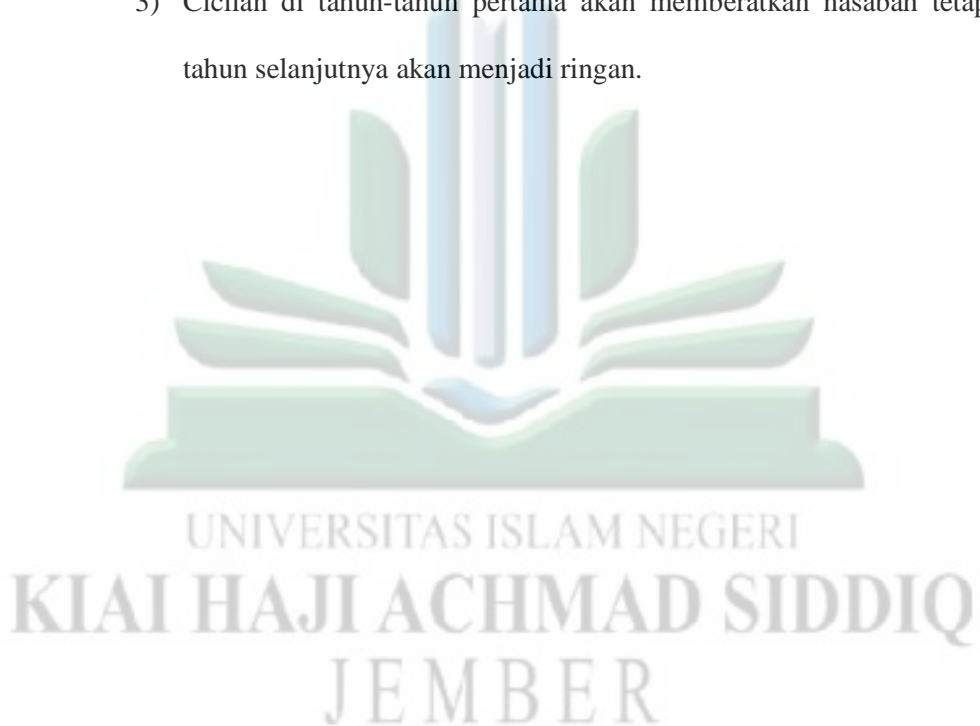 3) Cicilan di tahun-tahun pertama akan memberatkan nasabah
tahun selanjutnya akan menjadi ringan.
UNIVERSITAS ISLAM NEGERI
KIAI HAJI ACHMAD SIDDIQ
JEMBER